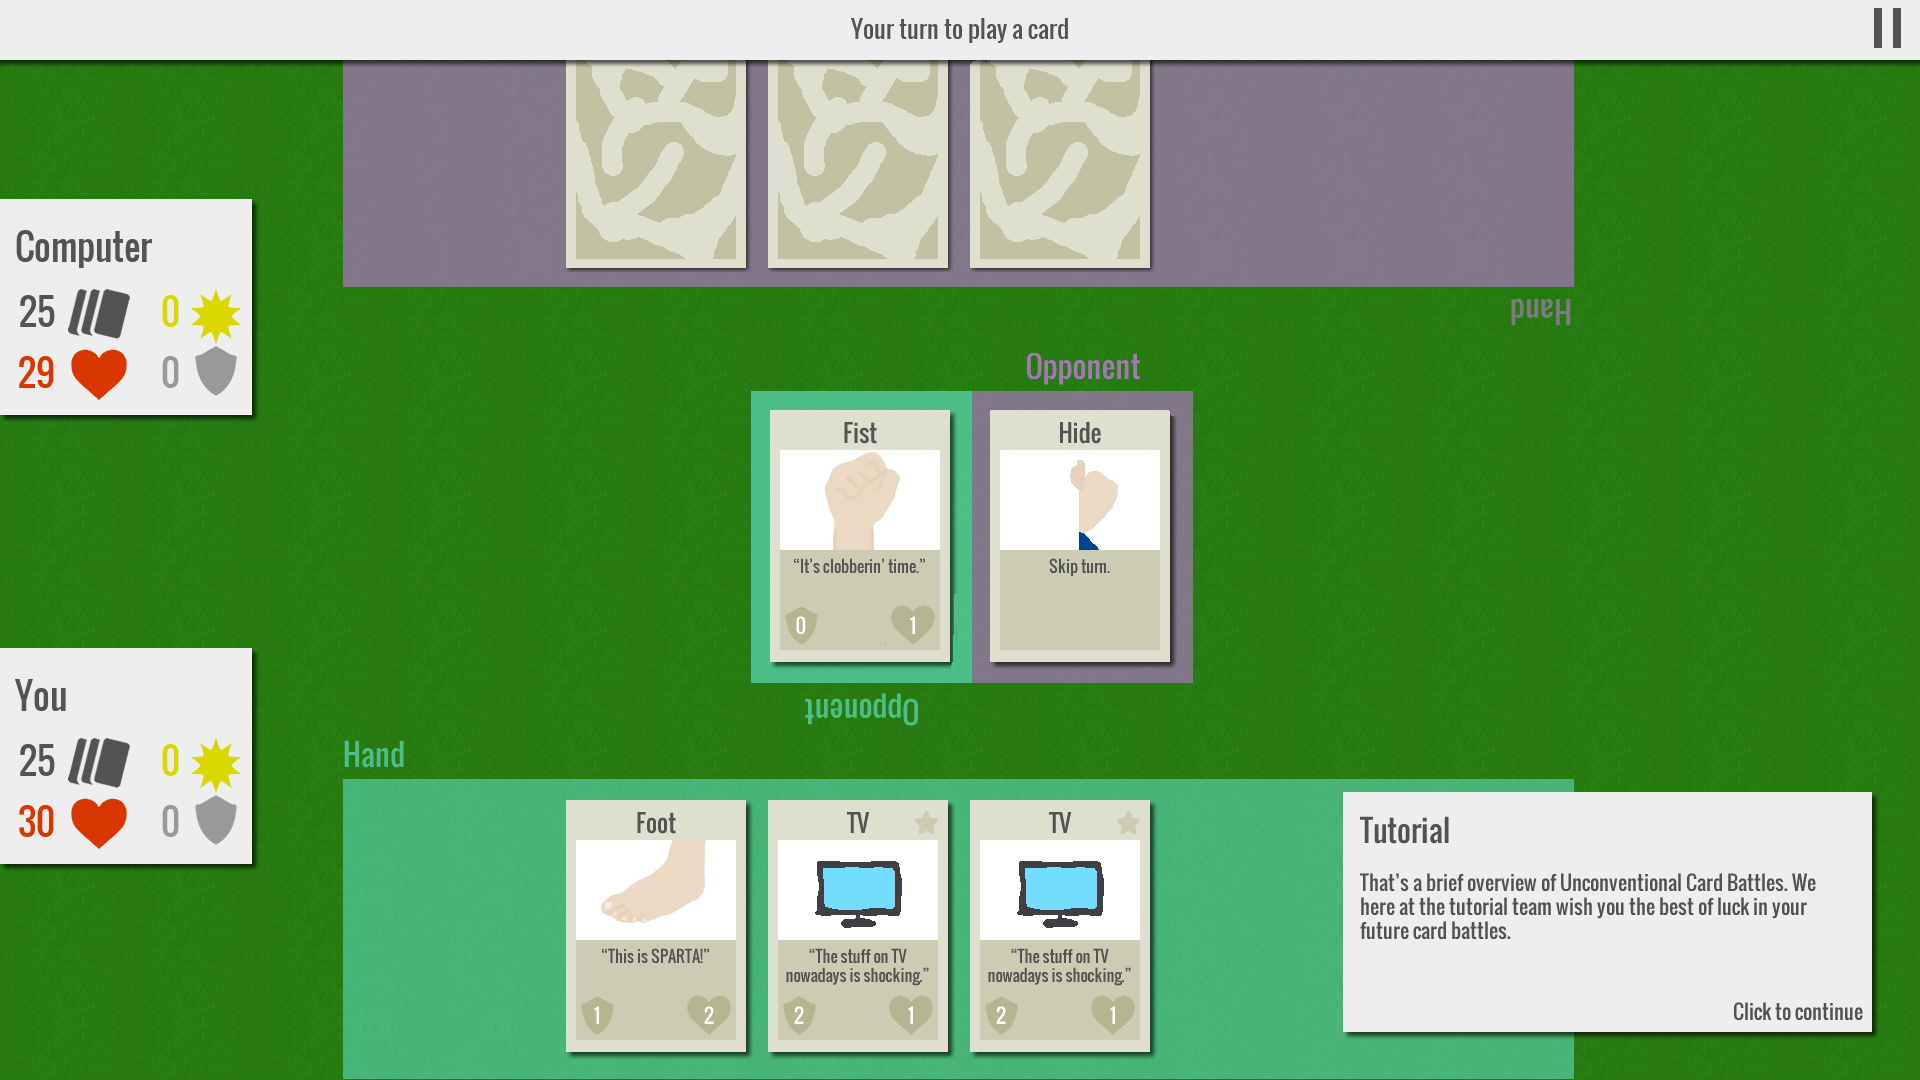 Your turn to play a card
Computer
25 0
29 0
Hand
Opponent
Fist
"It's clobberin' time."
0 1
Hide
Skip turn.
Opponent
You
25 0
30 0
Hand
Foot
"This is SPARTA!"
1 2
TV
"The stuff on TV
nowadays is shocking."
2 1
TV
"The stuff on TV
nowadays is shocking."
2 1
Tutorial
That's a brief overview of Unconventional Card Battles. We
here at the tutorial team wish you the best of luck in your
future card battles.
Click to continue